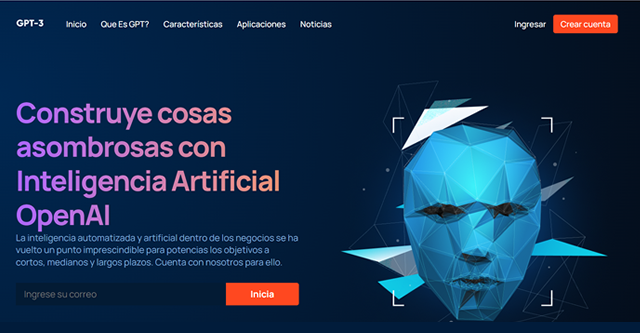 GPT-3
Inicio
Que Es GPT?
Características
Aplicaciones
Noticias
Ingresar
Crear cuenta
Construye cosas
asombrosas con
Inteligencia Artificial
OpenAI
La inteligencia automatizada y artificial dentro de los negocios se ha
vuelto un punto imprescindible para potencias los objetivos a
cortos, medianos y largos plazos. Cuenta con nosotros para ello.
Ingrese su correo
Inicia